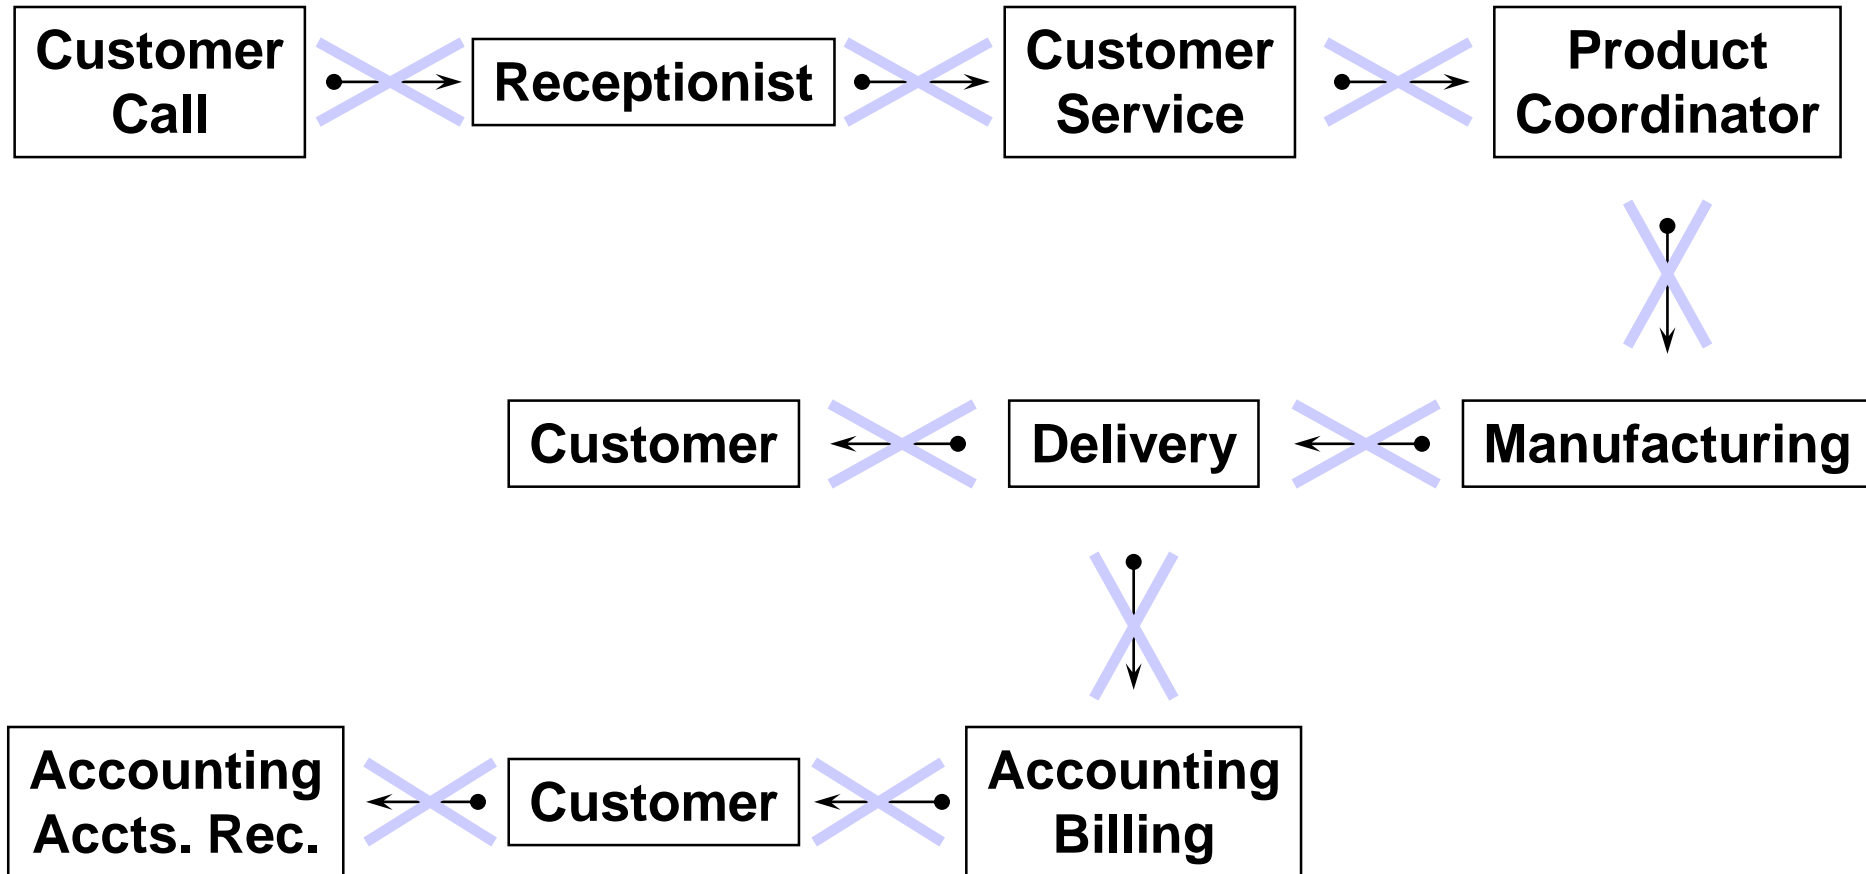 Customer
Call
Receptionist
Customer
Service
Product
Coordinator
Customer
Delivery
Manufacturing
Accounting
Accts. Rec.
Customer
Accounting
Billing